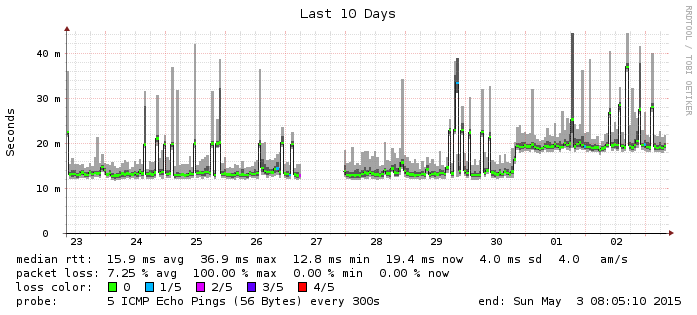 Last 10 Days
RRDTOOL / TOBI OETIKER
Seconds
40 m
30 m
20 m
10 m
0
23 24 25 26 27 28 29 30 01 02
median rtt: 15.9 ms avg 36.9 ms max 12.8 ms min 19.4 ms now 4.0 ms sd 4.0 am/s
packet loss: 7.25 % avg 100.00 % max 0.00 % min 0.00 % now
loss color: 0 1/5 2/5 3/5 4/5
probe: 5 ICMP Echo Pings (56 Bytes) every 300s end: Sun May 3 08:05:10 2015